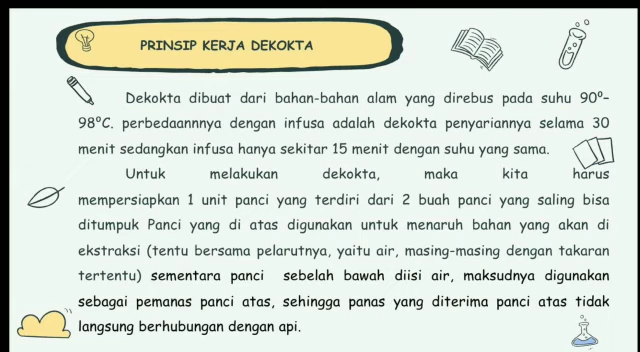 PRINSIP KERJA DEKOKTA
Dekokta dibuat dari bahan-bahan alam yang direbus pada suhu 90°-
98°C. perbedaannnya dengan infusa adalah dekokta penyariannya selama 30
menit sedangkan infusa hanya sekitar 15 menit dengan suhu yang sama.
Untuk melakukan dekokta, maka kita harus
mempersiapkan 1 unit panci yang terdiri dari 2 buah panci yang saling bisa
ditumpuk Panci yang di atas digunakan untuk menaruh bahan yang akan di
ekstraksi (tentu bersama pelarutnya, yaitu air, masing-masing dengan takaran
tertentu) sementara panci sebelah bawah diisi air, maksudnya digunakan
sebagai pemanas panci atas, sehingga panas yang diterima panci atas tidak
langsung berhubungan dengan api.